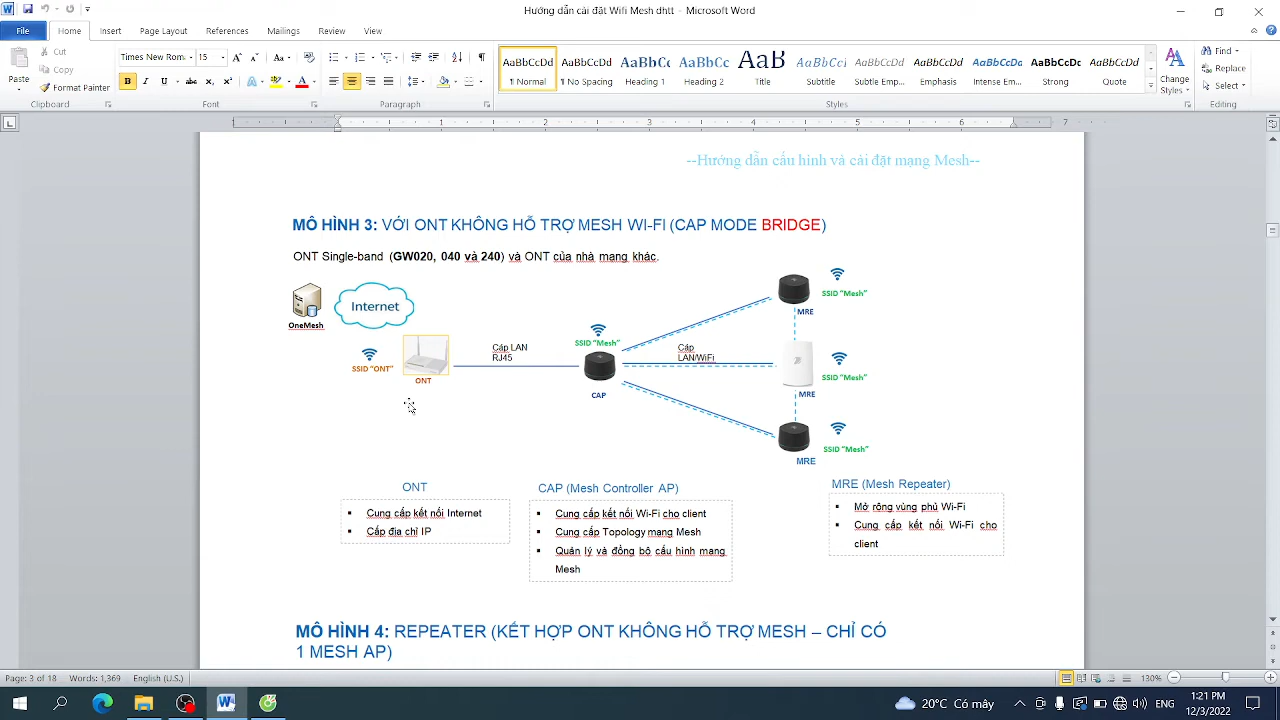 Hướng dẫn cài đặt Wifi Mesh dhtt - Microsoft Word
File Home Insert Page Layout References Mailings Review View
Paste
Cut
Copy
Format Painter
Clipboard
Times New Rom 15
Font
Paragraph
AaBbCcDd AaBbCcDd AaBbCc AaBbCc AaB AaBbCcI AaBbCcDd AaBbCcDd AaBbCcDd AaBbCcDc AaBbCcDd
¶ Normal ¶ No Spacing Heading 1 Heading 2 Title Subtitle Subtle Emp... Emphasis Intense Em... Strong Quote
Styles
Change
Styles
Find
Replace
Select
Editing
1 1 2 3 4 5 6 7
--Hướng dẫn cấu hình và cài đặt mạng Mesh--
MÔ HÌNH 3: VỚI ONT KHÔNG HỖ TRỢ MESH WI-FI (CAP MODE BRIDGE)
ONT Single-band (GW020, 040 và 240) và ONT của nhà mạng khác.
OneMesh
Internet
SSID “ONT”
ONT
Cáp LAN
RJ45
SSID “Mesh”
CAP
Cáp
LAN/WiFi
SSID “Mesh”
MRE
SSID “Mesh”
MRE
SSID “Mesh”
MRE
ONT
Cung cấp kết nối Internet
Cấp địa chỉ IP
CAP (Mesh Controller AP)
Cung cấp kết nối Wi-Fi cho client
Cung cấp Topology mạng Mesh
Quản lý và đồng bộ cấu hình mạng
Mesh
MRE (Mesh Repeater)
Mở rộng vùng phủ Wi-Fi
Cung cấp kết nối Wi-Fi cho
client
MÔ HÌNH 4: REPEATER (KẾT HỢP ONT KHÔNG HỖ TRỢ MESH – CHỈ CÓ
1 MESH AP)
Page: 3 of 18 Words: 1,369 English (U.S.) 130%
20°C Có mây ENG 1:21 PM
12/3/2022